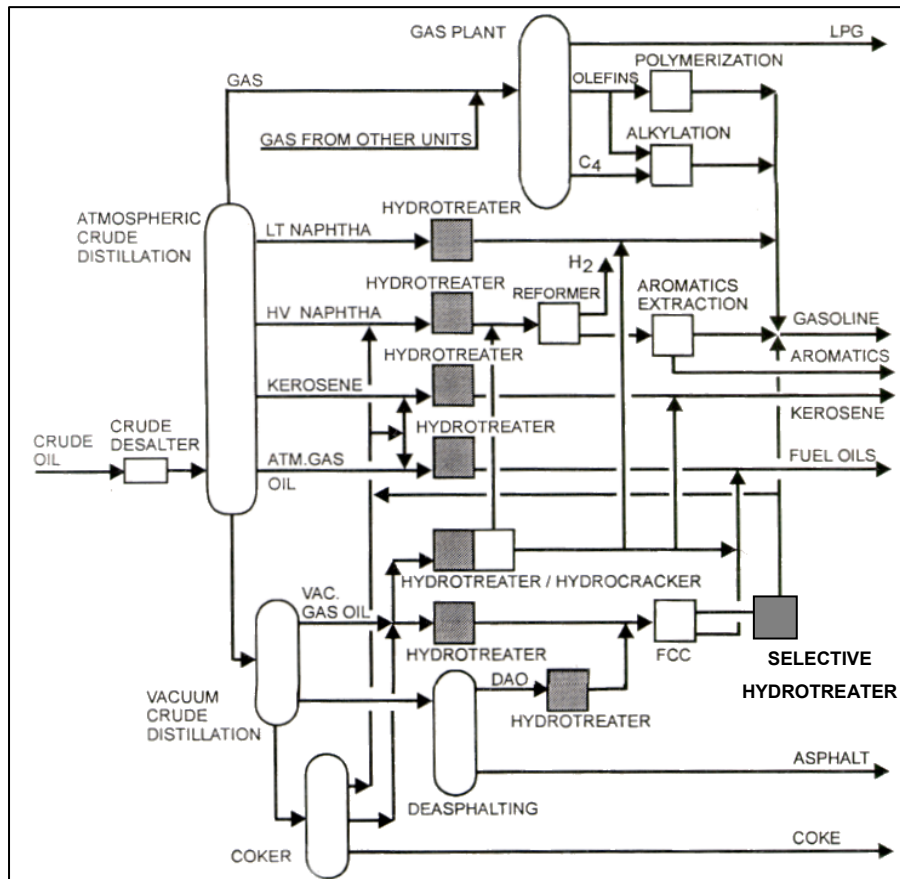 GAS PLANT
LPG
GAS
OLEFINS
POLYMERIZATION
GAS FROM OTHER UNITS
ALKYLATION
C4
ATMOSPHERIC
CRUDE
DISTILLATION
LT NAPHTHA
HYDROTREATER
H2
HYDROTREATER
REFORMER
AROMATICS
EXTRACTION
HV NAPHTHA
GASOLINE
HYDROTREATER
AROMATICS
KEROSENE
KEROSENE
HYDROTREATER
CRUDE
OIL
CRUDE
DESALTER
ATM.GAS
OIL
FUEL OILS
HYDROTREATER / HYDROCRACKER
VAC.
GAS OIL
HYDROTREATER
FCC
SELECTIVE
HYDROTREATER
VACUUM
CRUDE
DISTILLATION
DAO
HYDROTREATER
ASPHALT
DEASPHALTING
COKER
COKE